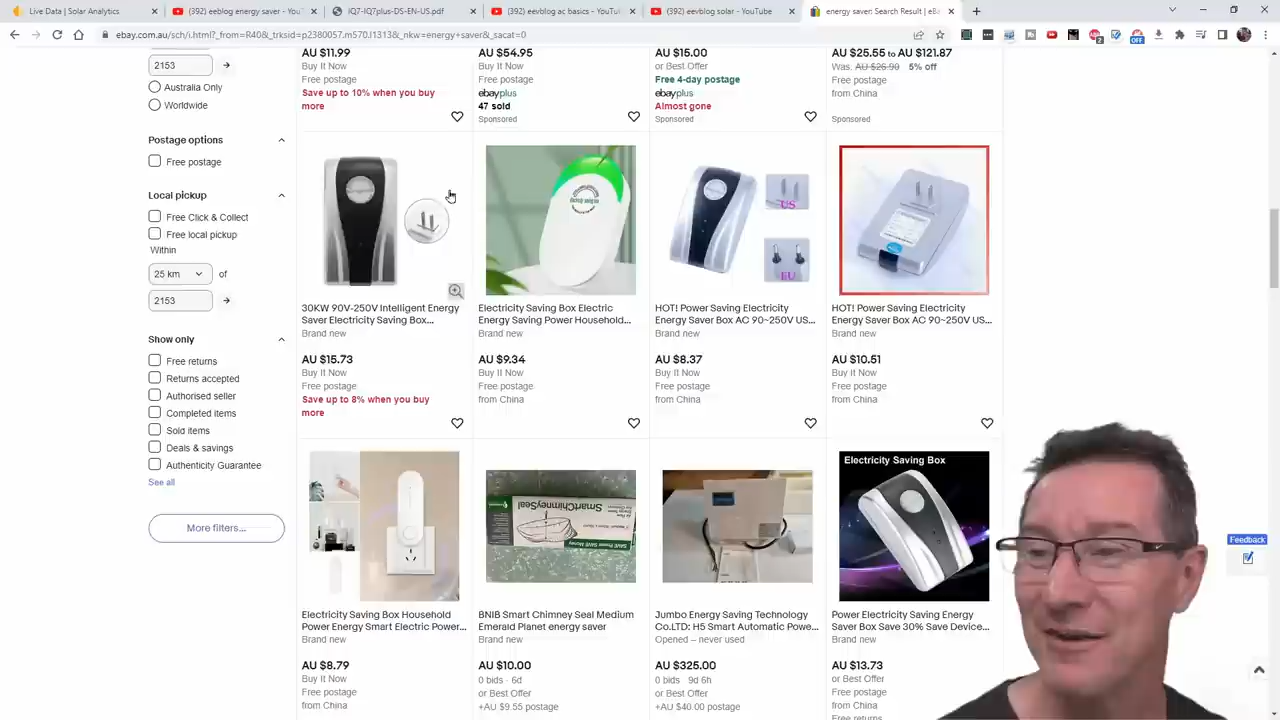 Live Data | Solar Analytics
(392) eeblog energy saver - YouT
IQ7-IQ7plus-DS-EN-US.pdf
(392) eevblog ac basics - YouTu
(392) eevblog solar - YouTube
energy saver: Search Result | eBa
ebay.com.au/sch/i.html?_from=R40&_trksid=p2380057.m570.l1313&_nkw=energy+saver&_sacat=0
2153
Australia Only
Worldwide
Postage options
Free postage
Local pickup
Free Click & Collect
Free local pickup
Within
25 km
of
2153
Show only
Free returns
Returns accepted
Authorised seller
Completed items
Sold items
Deals & savings
Authenticity Guarantee
See all
More filters...
AU $11.99
Buy It Now
Free postage
Save up to 10% when you buy
more
AU $54.95
Buy It Now
Free postage
ebayplus
47 sold
Sponsored
AU $15.00
or Best Offer
Free 4-day postage
ebayplus
Almost gone
Sponsored
AU $25.55 to AU $121.87
Was: AU $26.90 5% off
Free postage
from China
Sponsored
30KW 90V-250V Intelligent Energy
Saver Electricity Saving Box...
Brand new
AU $15.73
Buy It Now
Free postage
Save up to 8% when you buy
more
Electricity Saving Box Electric
Energy Saving Power Household...
Brand new
AU $9.34
Buy It Now
Free postage
from China
US
EU
HOT! Power Saving Electricity
Energy Saver Box AC 90~250V US...
Brand new
AU $8.37
Buy It Now
Free postage
from China
HOT! Power Saving Electricity
Energy Saver Box AC 90~250V US...
Brand new
AU $10.51
Buy It Now
Free postage
from China
Electricity Saving Box Household
Power Energy Smart Electric Power...
Brand new
AU $8.79
Buy It Now
Free postage
from China
SmartChimneySeal
BNIB Smart Chimney Seal Medium
Emerald Planet energy saver
Brand new
AU $10.00
0 bids · 6d
or Best Offer
+AU $9.55 postage
Jumbo Energy Saving Technology
Co.LTD: H5 Smart Automatic Powe...
Opened – never used
AU $325.00
0 bids · 9d 6h
or Best Offer
+AU $40.00 postage
Electricity Saving Box
Power Electricity Saving Energy
Saver Box Save 30% Save Device...
Brand new
AU $13.73
or Best Offer
Free postage
from China
Free returns
Feedback